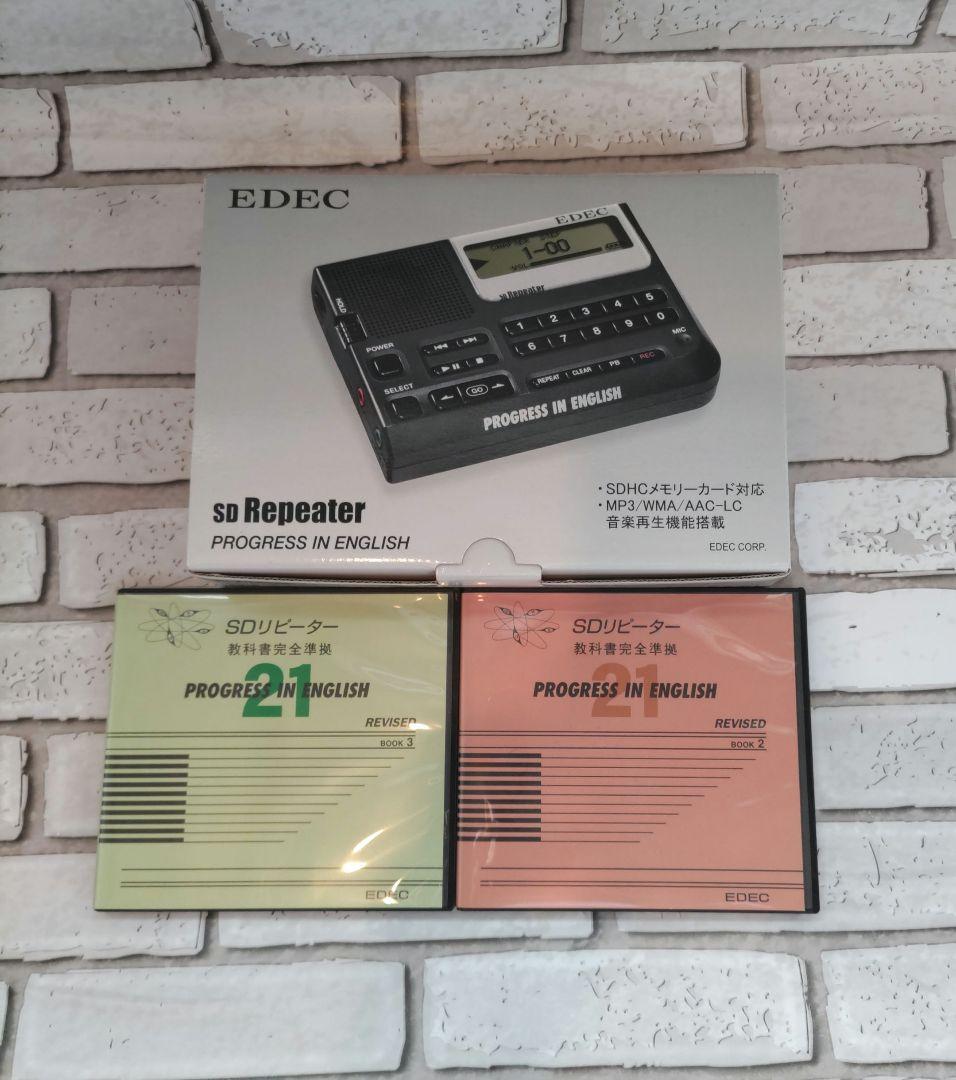 EDEC
EDEC
1-00
VOL
SD Repeater
HOLD
POWER
SELECT
1 2 3 4 5
6 7 8 9 0
MIC
REPEAT CLEAR PB REC
GO
PROGRESS IN ENGLISH
SD Repeater
PROGRESS IN ENGLISH
・SDHCメモリーカード対応
・MP3/WMA/AAC-LC
音楽再生機能搭載
EDEC CORP.
SDリピーター
教科書完全準拠
21
PROGRESS IN ENGLISH
REVISED
BOOK 3
EDEC
SDリピーター
教科書完全準拠
21
PROGRESS IN ENGLISH
REVISED
BOOK 2
EDEC